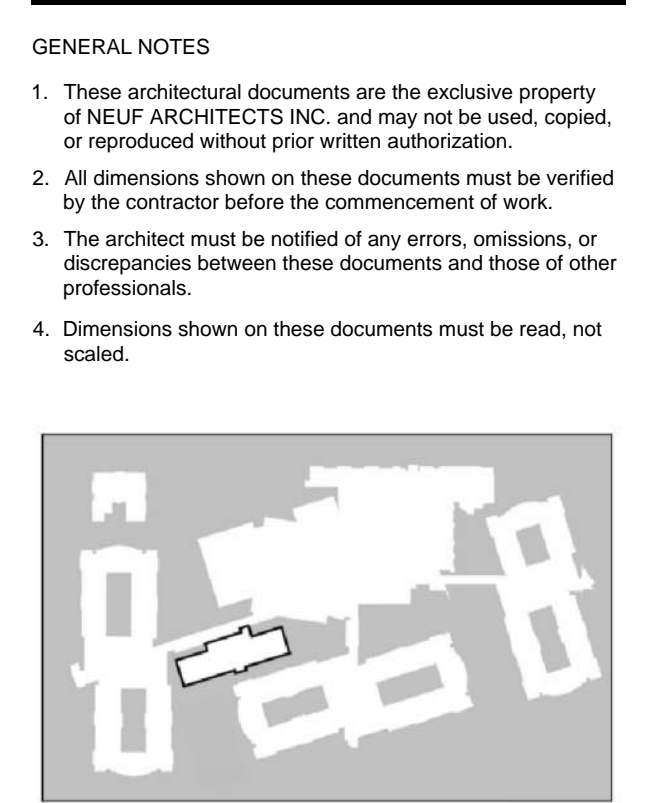 GENERAL NOTES
1. These architectural documents are the exclusive property
of NEUF ARCHITECTS INC. and may not be used, copied,
or reproduced without prior written authorization.
2. All dimensions shown on these documents must be verified
by the contractor before the commencement of work.
3. The architect must be notified of any errors, omissions, or
discrepancies between these documents and those of other
professionals.
4. Dimensions shown on these documents must be read, not
scaled.